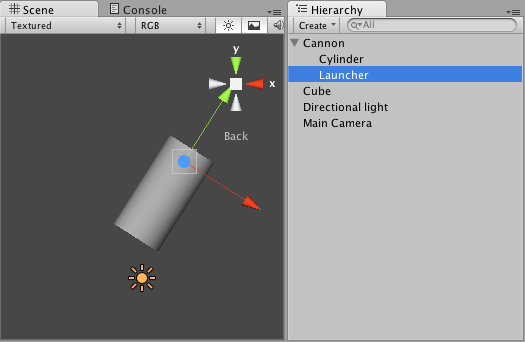 Scene Console
Textured RGB
y
x
Back
Hierarchy
Create All
Cannon
Cylinder
Launcher
Cube
Directional light
Main Camera